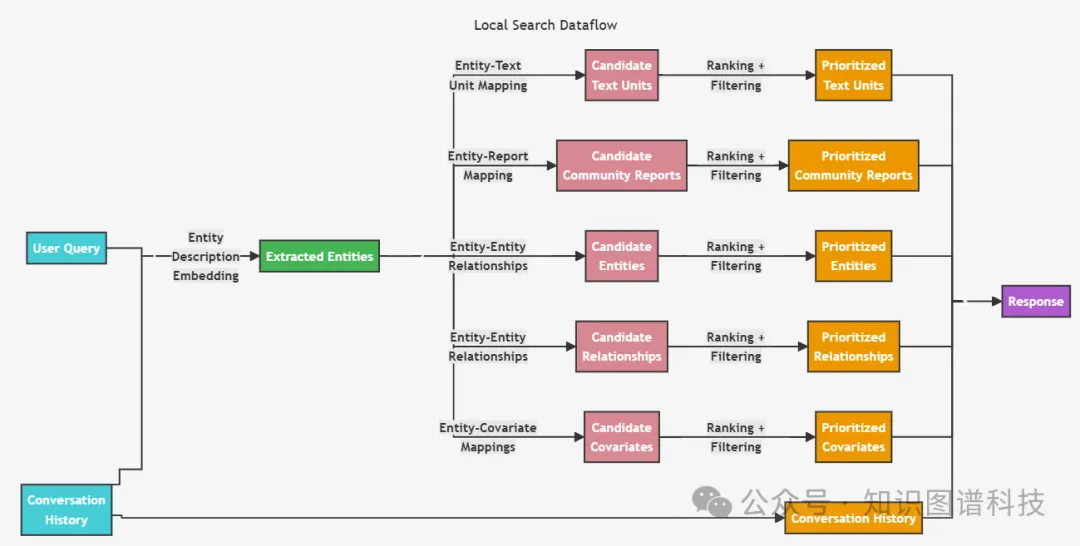 Local Search Dataflow
Entity-Text
Unit Mapping
Candidate
Text Units
Ranking +
Filtering
Prioritized
Text Units
Entity-Report
Mapping
Candidate
Community Reports
Ranking +
Filtering
Prioritized
Community Reports
User Query
Entity
Description
Embedding
Extracted Entities
Entity-Entity
Relationships
Candidate
Entities
Ranking +
Filtering
Prioritized
Entities
Response
Entity-Entity
Relationships
Candidate
Relationships
Ranking +
Filtering
Prioritized
Relationships
Entity-Covariate
Mappings
Candidate
Covariates
Ranking +
Filtering
Prioritized
Covariates
Conversation
History
Conversation History
公众号 · 知识图谱科技